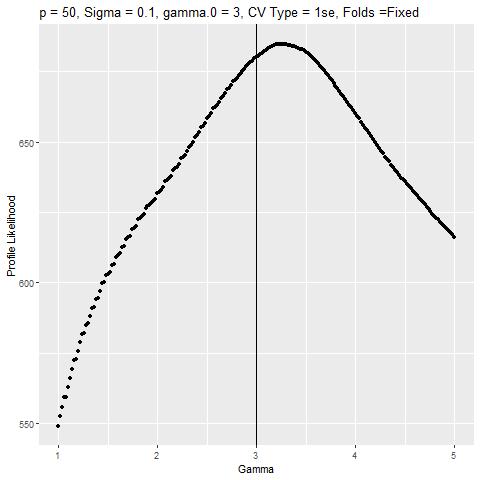 p = 50, Sigma = 0.1, gamma.0 = 3, CV Type = 1se, Folds =Fixed
Profile Likelihood
650
600
550
1 2 3 4 5
Gamma